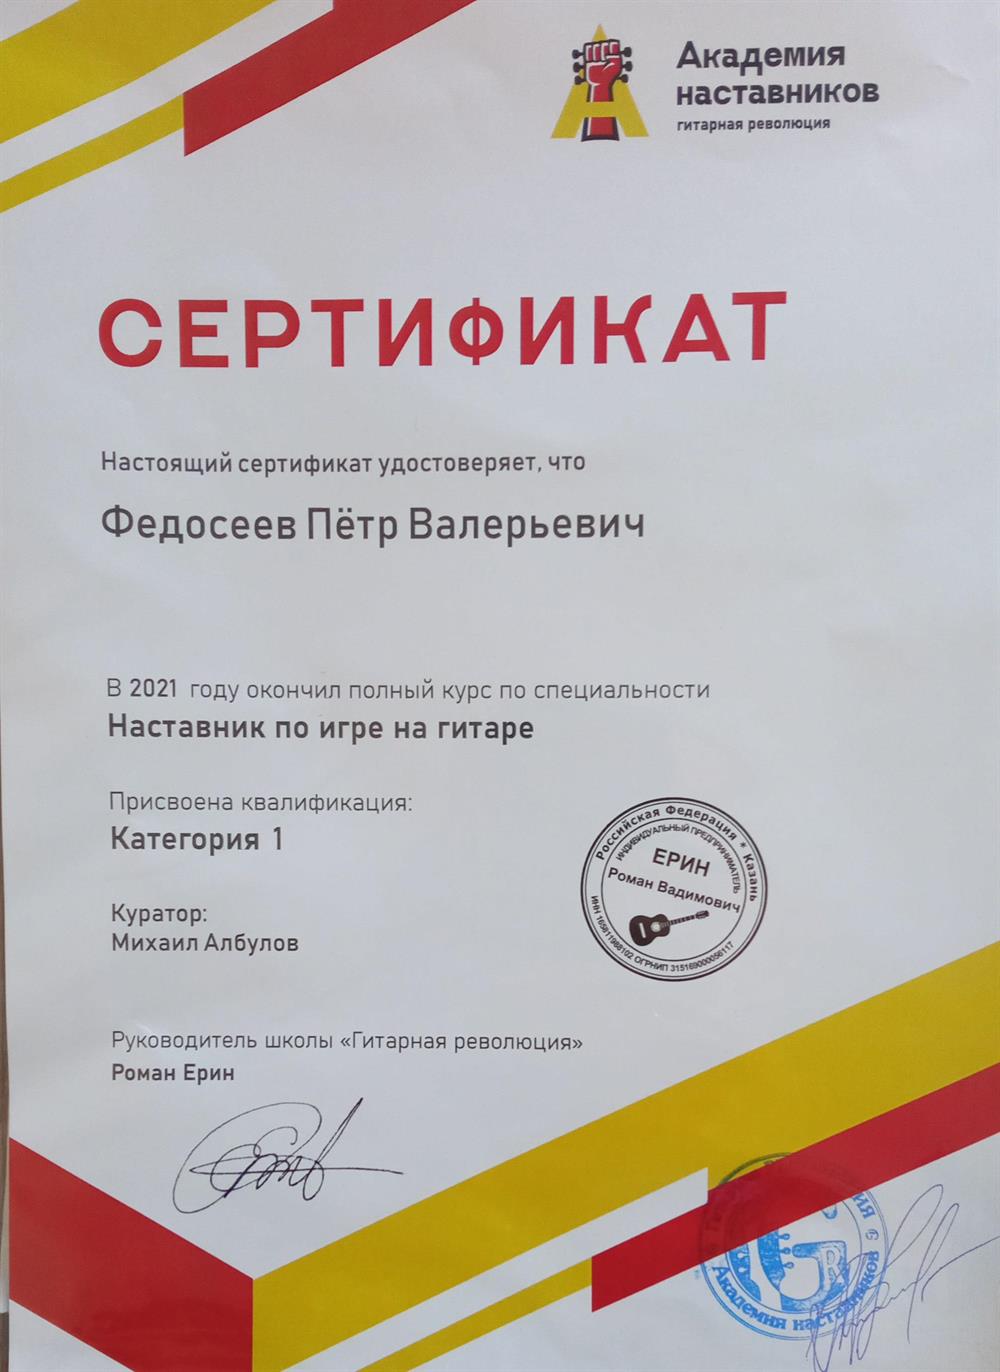 Академия
наставников
гитарная революция
СЕРТИФИКАТ
Настоящий сертификат удостоверяет, что
Федосеев Пётр Валерьевич
В 2021 году окончил полный курс по специальности
Наставник по игре на гитаре
Присвоена квалификация:
Категория 1
Российская Федерация * Казань
ИНДИВИДУАЛЬНЫЙ ПРЕДПРИНИМАТЕЛЬ
ЕРИН
Роман Вадимович
ОГРНИП 315169000056117
Куратор:
Михаил Албулов
Руководитель школы «Гитарная революция»
Роман Ерин
Академия наставников